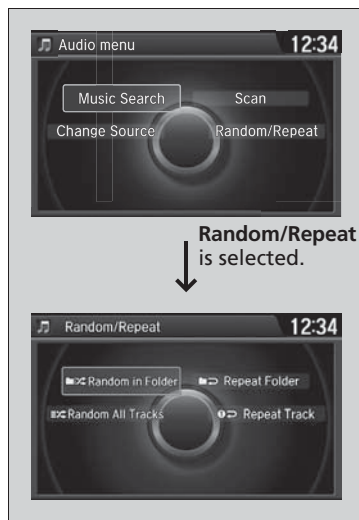 Audio menu 12:34
Music Search Scan
Change Source Random/Repeat
Random/Repeat
is selected.
Random/Repeat 12:34
Random in Folder Repeat Folder
Random All Tracks Repeat Track